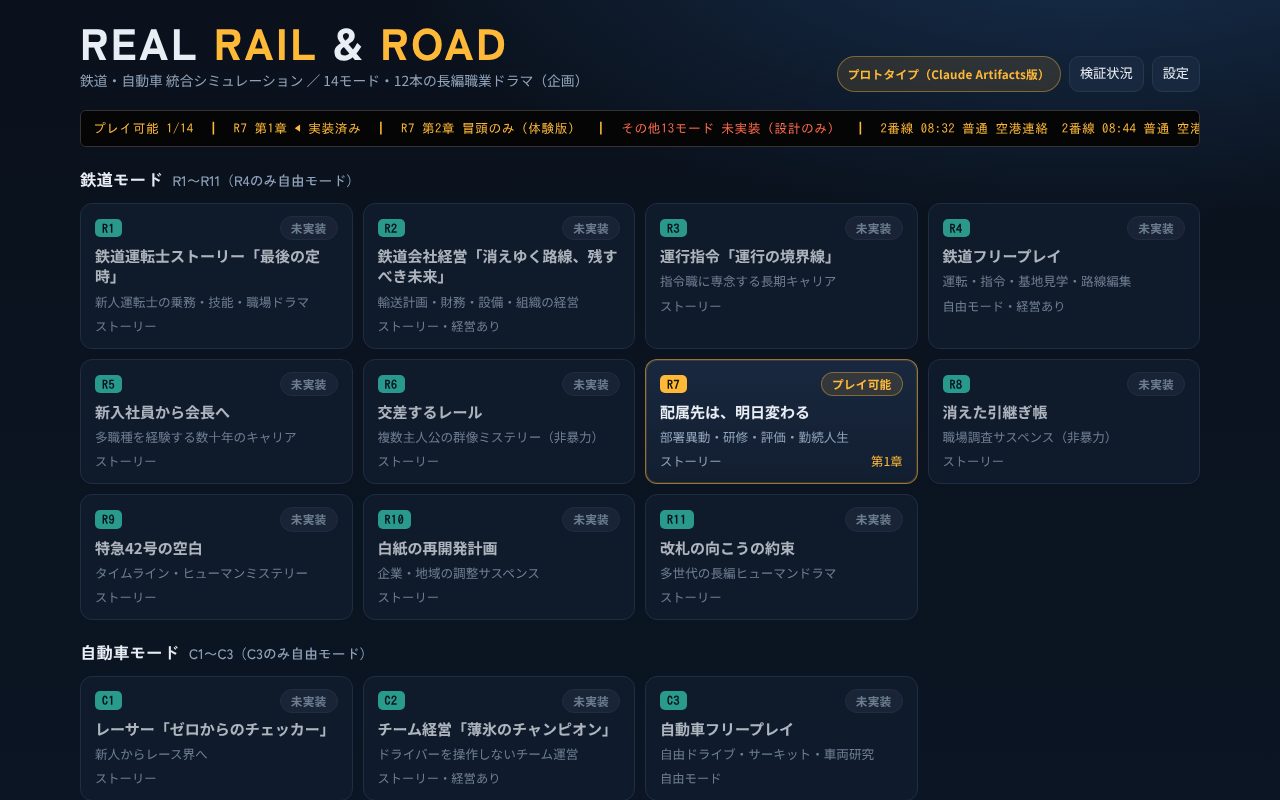 REAL RAIL & ROAD
鉄道・自動車 統合シミュレーション ／ 14モード・12本の長編職業ドラマ（企画）
プロトタイプ（Claude Artifacts版）
検証状況
設定
プレイ可能 1/14 ┃ R7 第1章 ◀ 実装済み ┃ R7 第2章 冒頭のみ（体験版） ┃ その他13モード 未実装（設計のみ） ┃ 2番線 08:32 普通 空港連絡 2番線 08:44 普通 空港
鉄道モード R1〜R11（R4のみ自由モード）
R1 未実装
鉄道運転士ストーリー「最後の定
時」
新人運転士の乗務・技能・職場ドラマ
ストーリー
R2 未実装
鉄道会社経営「消えゆく路線、残す
べき未来」
輸送計画・財務・設備・組織の経営
ストーリー・経営あり
R3 未実装
運行指令「運行の境界線」
指令職に専念する長期キャリア
ストーリー
R4 未実装
鉄道フリープレイ
運転・指令・基地見学・路線編集
自由モード・経営あり
R5 未実装
新入社員から会長へ
多職種を経験する数十年のキャリア
ストーリー
R6 未実装
交差するレール
複数主人公の群像ミステリー（非暴力）
ストーリー
R7 プレイ可能
配属先は、明日変わる
部署異動・研修・評価・勤続人生
ストーリー 第1章
R8 未実装
消えた引継ぎ帳
職場調査サスペンス（非暴力）
ストーリー
R9 未実装
特急42号の空白
タイムライン・ヒューマンミステリー
ストーリー
R10 未実装
白紙の再開発計画
企業・地域の調整サスペンス
ストーリー
R11 未実装
改札の向こうの約束
多世代の長編ヒューマンドラマ
ストーリー
自動車モード C1〜C3（C3のみ自由モード）
C1 未実装
レーサー「ゼロからのチェッカー」
新人からレース界へ
ストーリー
C2 未実装
チーム経営「薄氷のチャンピオン」
ドライバーを操作しないチーム運営
ストーリー・経営あり
C3 未実装
自動車フリープレイ
自由ドライブ・サーキット・車両研究
自由モード